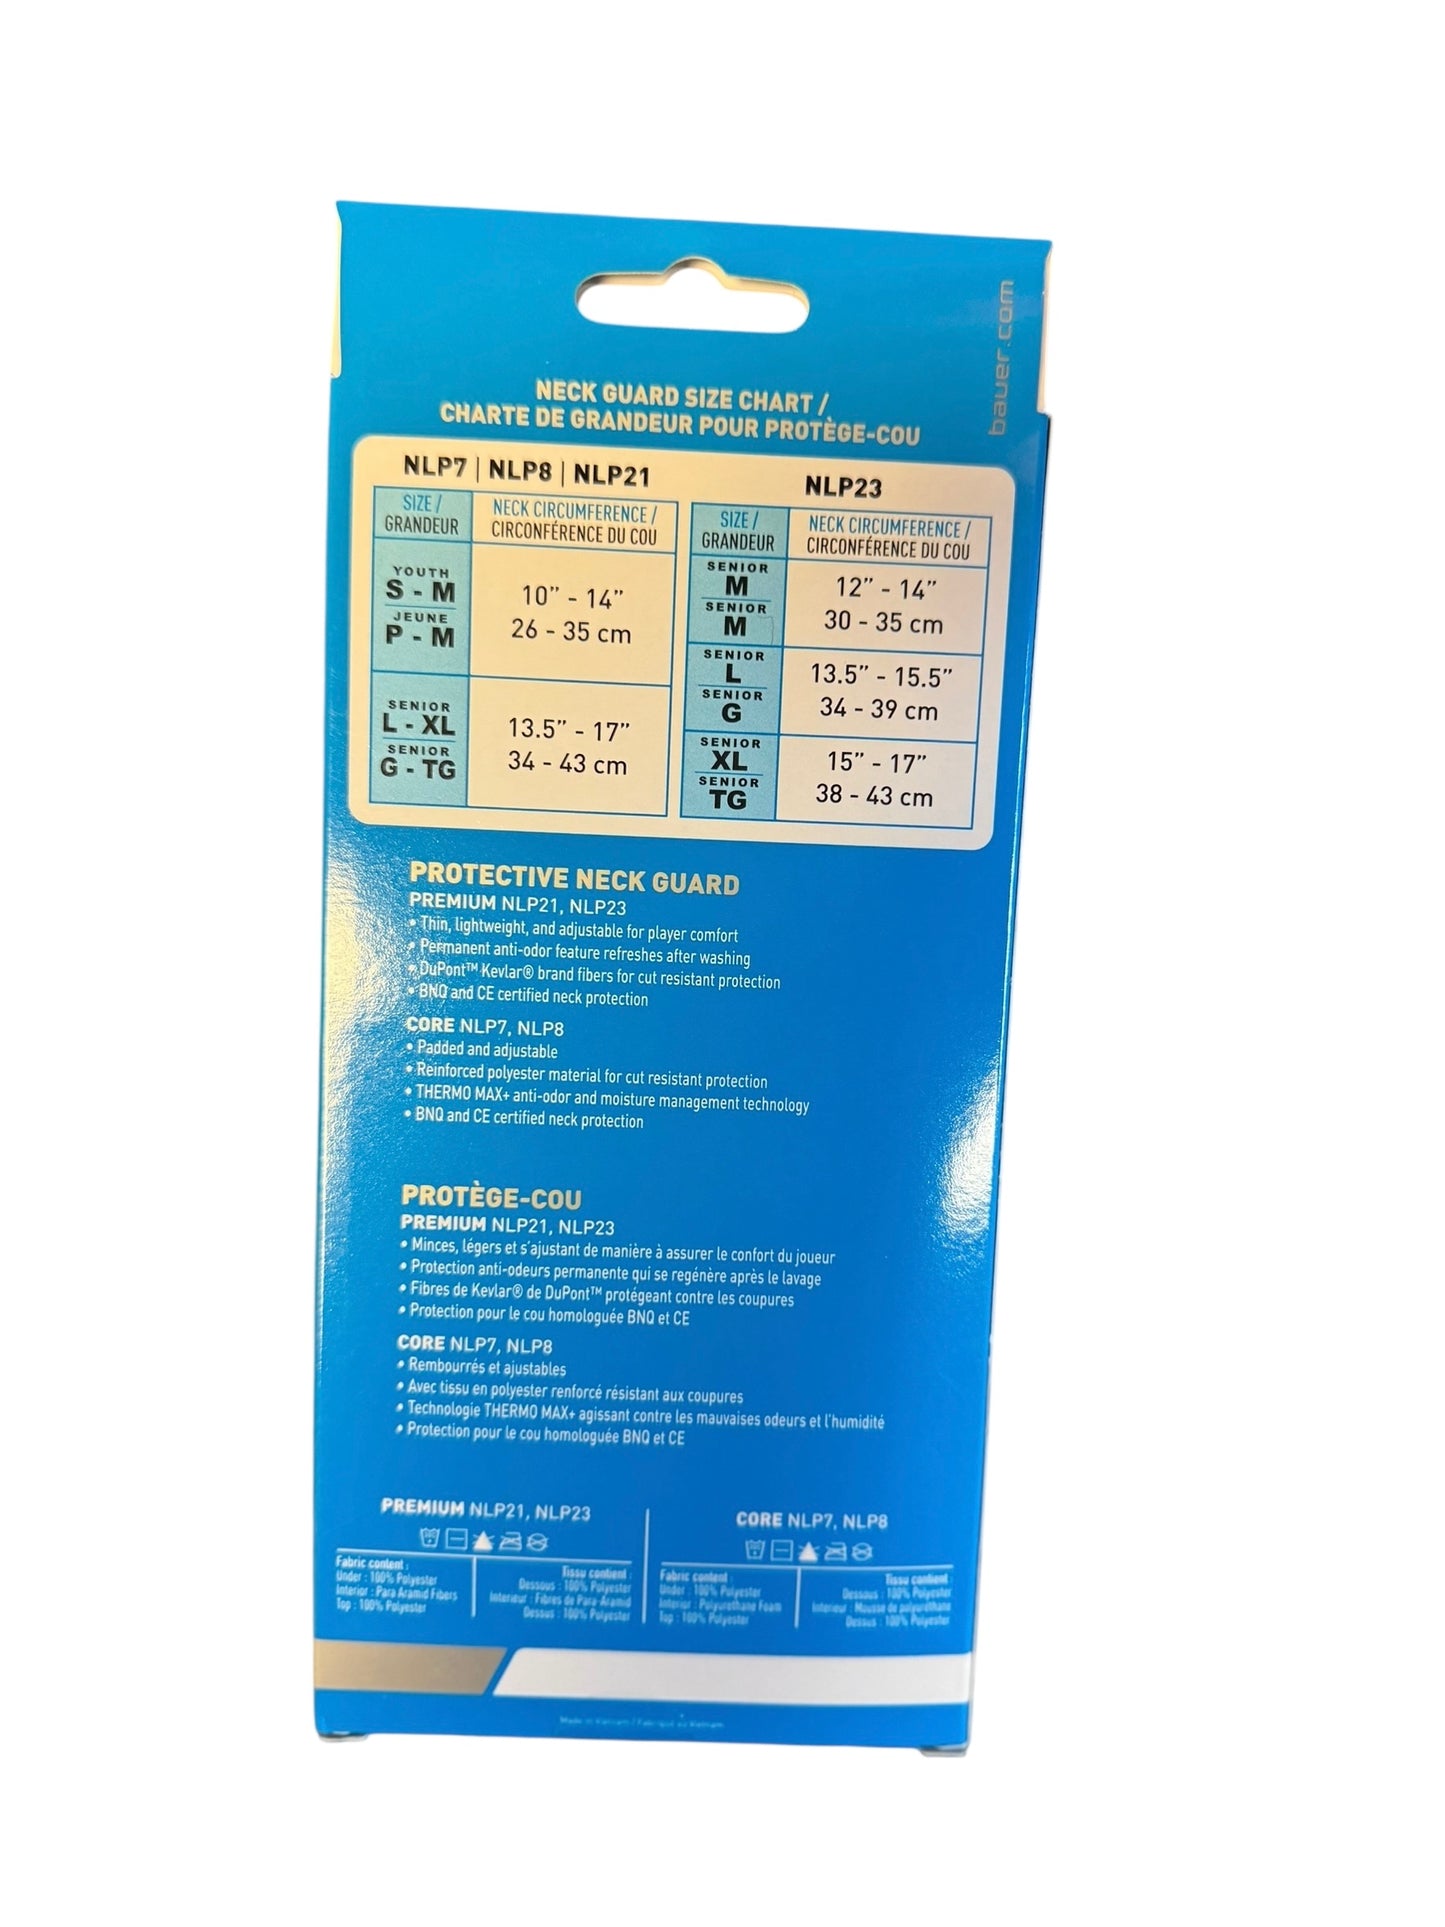 bauer.com
NECK GUARD SIZE CHART /
CHARTE DE GRANDEUR POUR PROTÈGE-COU
NLP7 | NLP8 | NLP21
SIZE /
GRANDEUR
NECK CIRCUMFERENCE /
CIRCONFÉRENCE DU COU
YOUTH
S - M
JEUNE
P - M
10” - 14”
26 - 35 cm
SENIOR
L - XL
SENIOR
G - TG
13.5” - 17”
34 - 43 cm
NLP23
SIZE /
GRANDEUR
NECK CIRCUMFERENCE /
CIRCONFÉRENCE DU COU
SENIOR
M
SENIOR
M
12” - 14”
30 - 35 cm
SENIOR
L
SENIOR
G
13.5” - 15.5”
34 - 39 cm
SENIOR
XL
SENIOR
TG
15” - 17”
38 - 43 cm
PROTECTIVE NECK GUARD
PREMIUM NLP21, NLP23
• Thin, lightweight, and adjustable for player comfort
• Permanent anti-odor feature refreshes after washing
• DuPont™ Kevlar® brand fibers for cut resistant protection
• BNQ and CE certified neck protection
CORE NLP7, NLP8
• Padded and adjustable
• Reinforced polyester material for cut resistant protection
• THERMO MAX+ anti-odor and moisture management technology
• BNQ and CE certified neck protection
PROTÈGE-COU
PREMIUM NLP21, NLP23
• Minces, légers et s’ajustant de manière à assurer le confort du joueur
• Protection anti-odeurs permanente qui se regénère après le lavage
• Fibres de Kevlar® de DuPont™ protégeant contre les coupures
• Protection pour le cou homologuée BNQ et CE
CORE NLP7, NLP8
• Rembourrés et ajustables
• Avec tissu en polyester renforcé résistant aux coupures
• Technologie THERMO MAX+ agissant contre les mauvaises odeurs et l’humidité
• Protection pour le cou homologuée BNQ et CE
PREMIUM NLP21, NLP23
Fabric content :
Under : 100% Polyester
Interior : Para Aramid Fibers
Top : 100% Polyester
Tissu contient :
Dessous : 100% Polyester
Interieur : Fibres de Para-Aramid
Dessus : 100% Polyester
CORE NLP7, NLP8
Fabric content :
Under : 100% Polyester
Interior : Polyurethane Foam
Top : 100% Polyester
Tissu contient :
Dessous : 100% Polyester
Interieur : Mousse de polyuréthane
Dessus : 100% Polyester
Made in Vietnam / Fabriqué au Vietnam